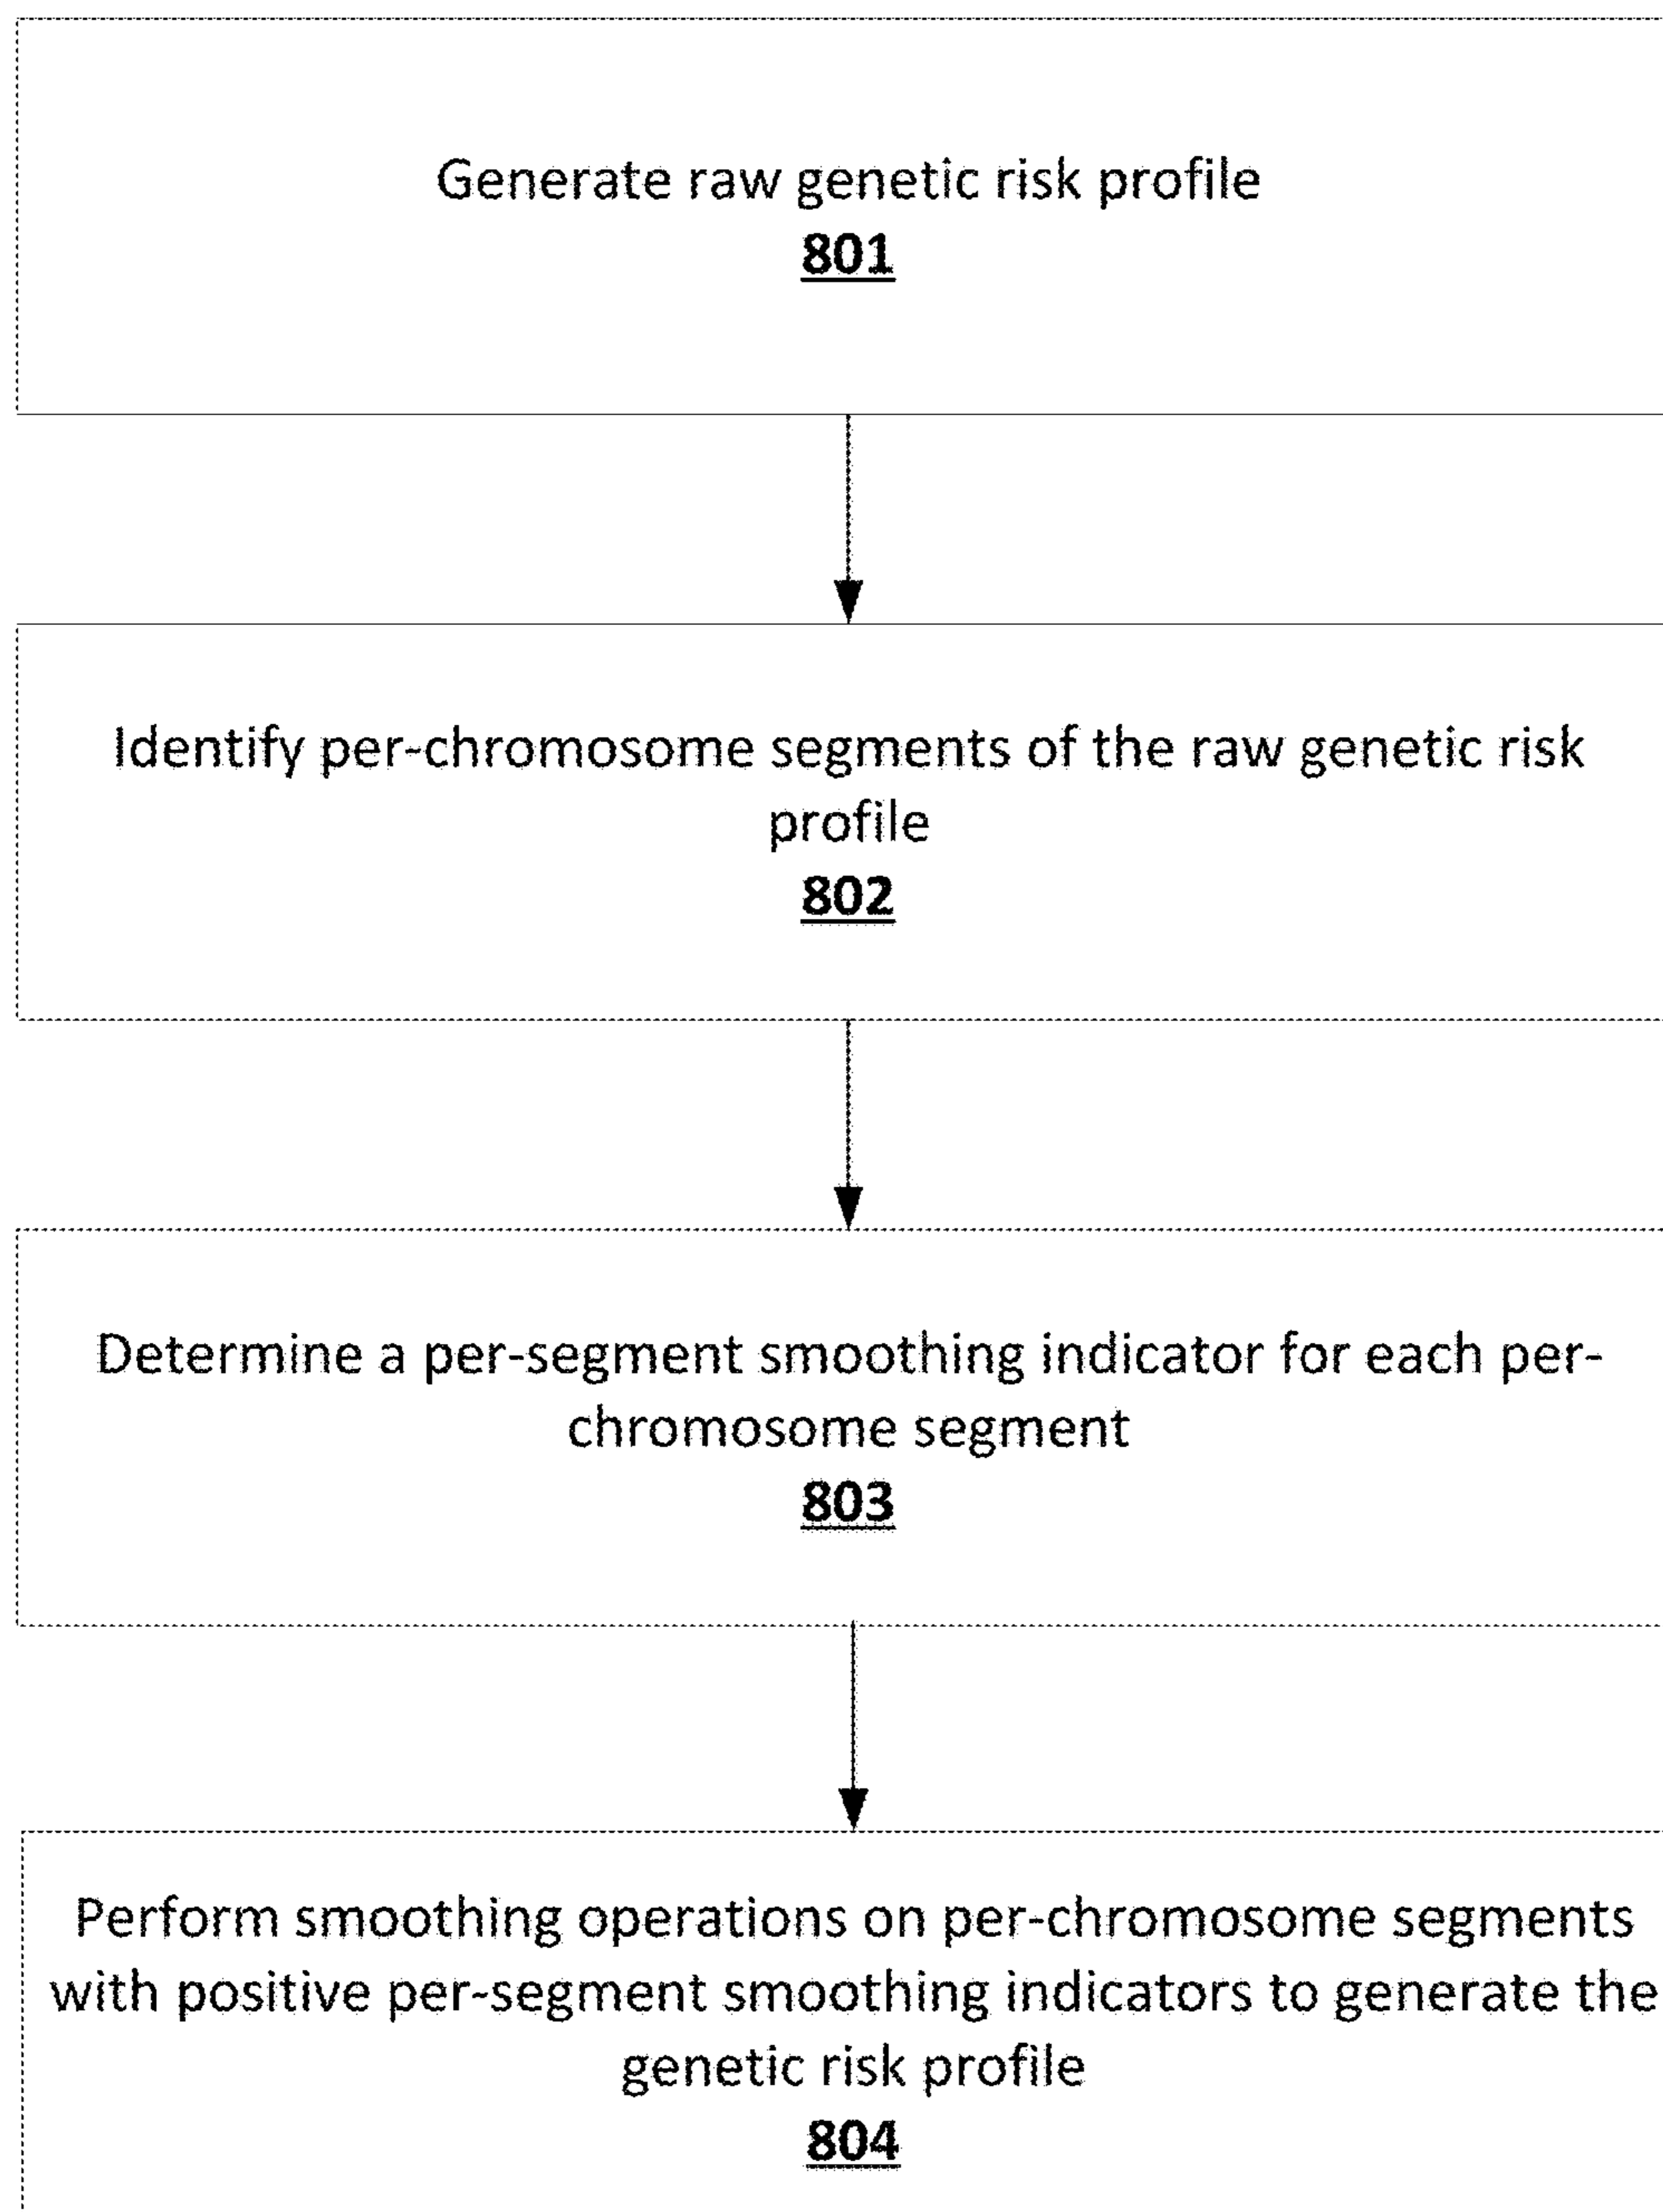 Generate raw genetic risk profile
801
Identify per-chromosome segments of the raw genetic risk
profile
802
Determine a per-segment smoothing indicator for each per-
chromosome segment
803
Perform smoothing operations on per-chromosome segments
with positive per-segment smoothing indicators to generate the
genetic risk profile
804